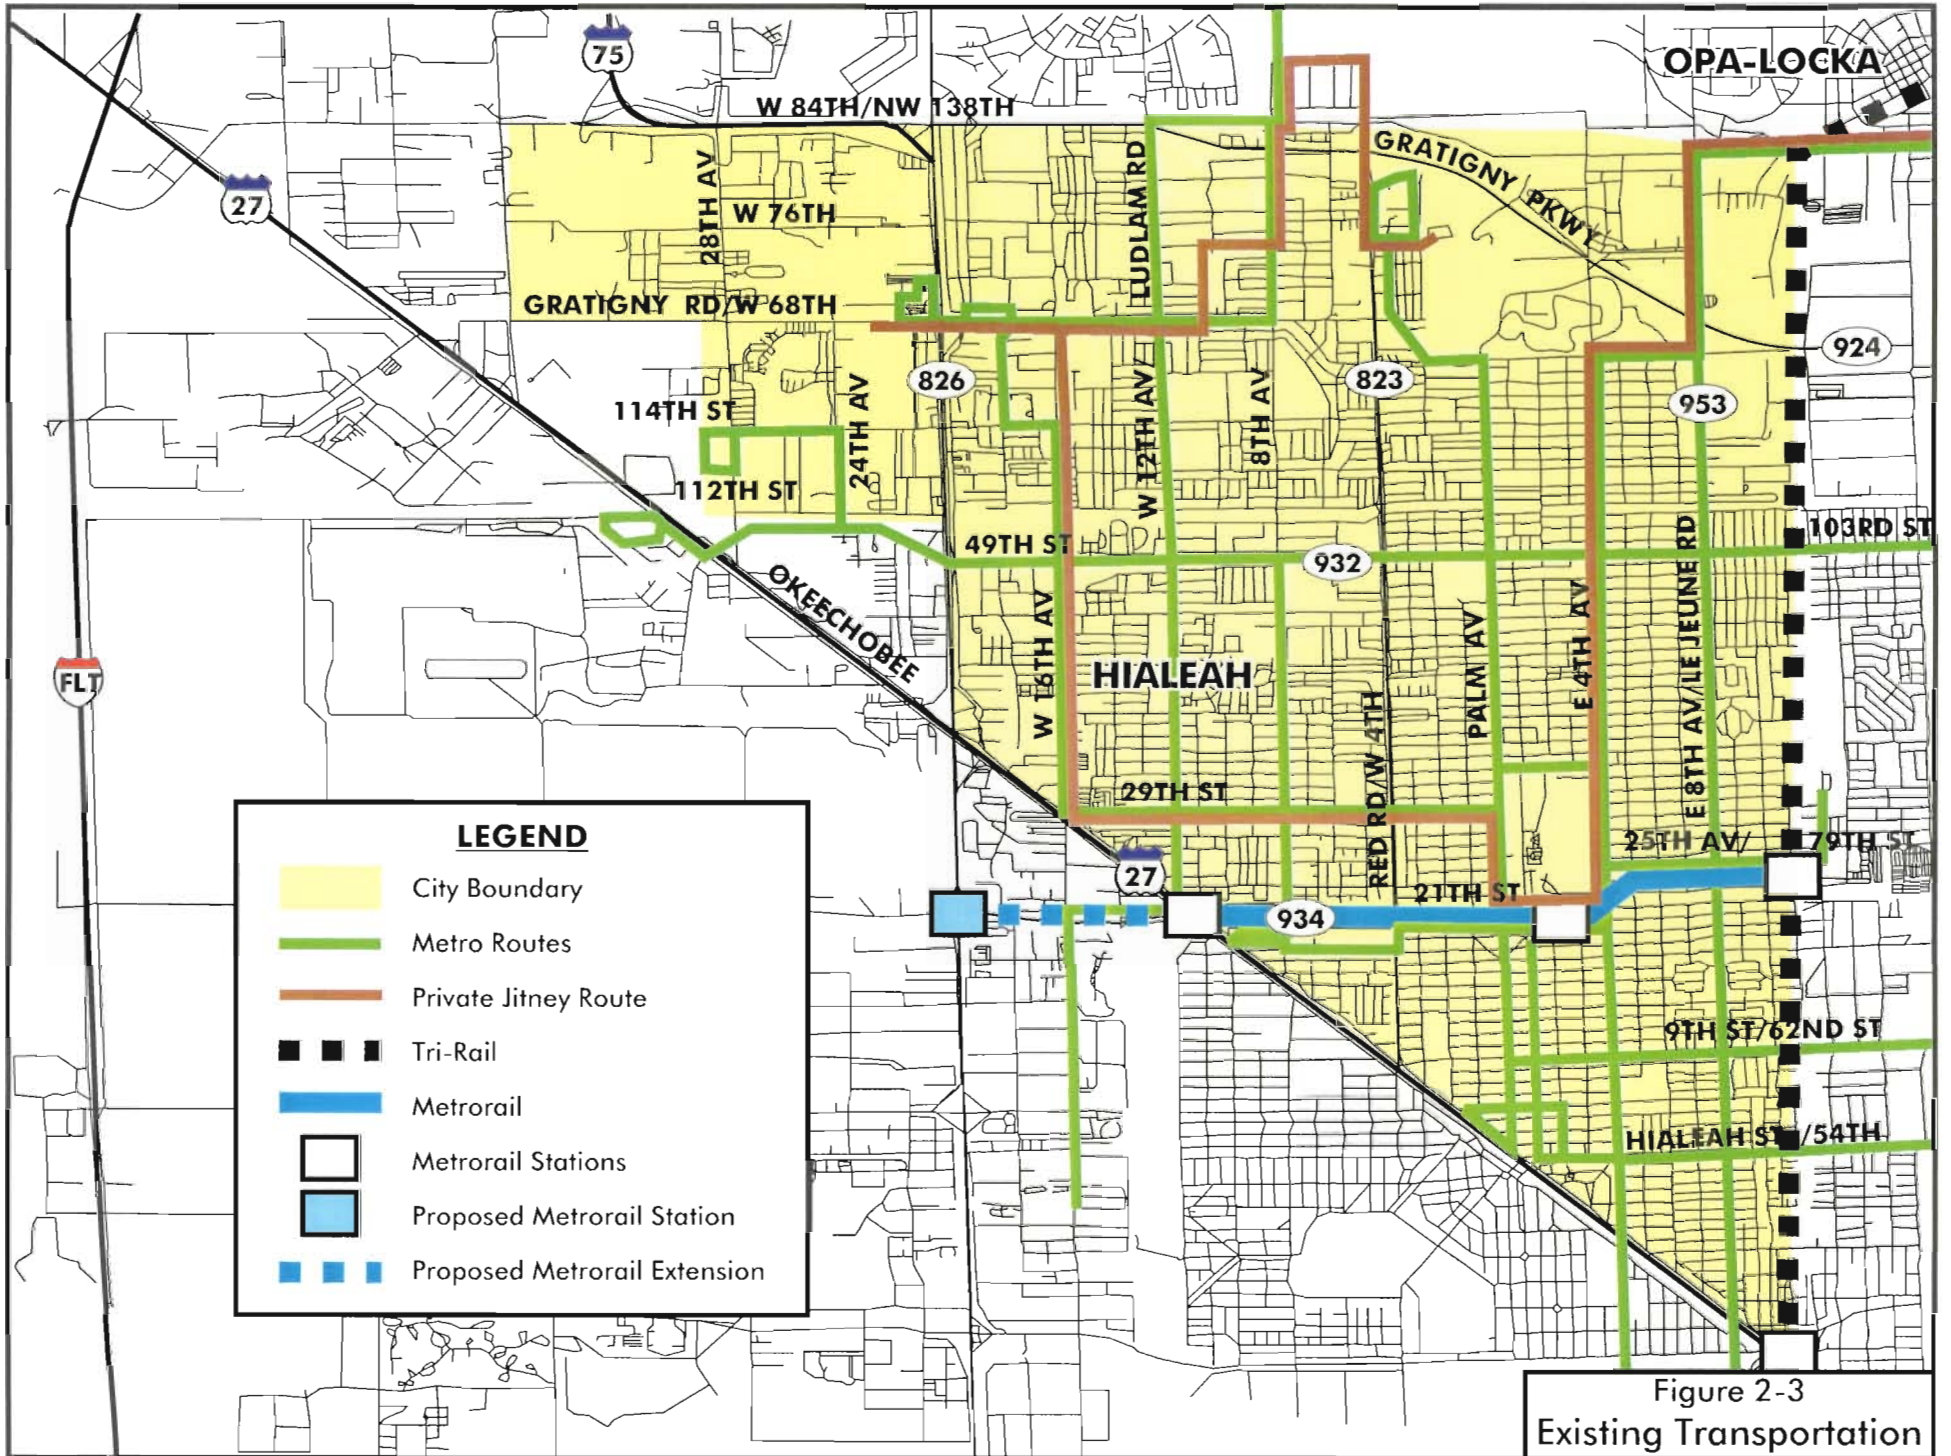 OPA-LOCKA
75
W 84TH/NW 138TH
GRATIGNY PKWY
27
28TH AV
W 76TH
LUDLAM RD
GRATIGNY RD/W 68TH
924
826
823
953
114TH ST
24TH AV
W 12TH AV/
8TH AV
112TH ST
103RD ST
49TH ST
932
OKEECHOBEE
FLT
W 16TH AV
HIALEAH
RED RD/W 4TH
PALM AV
E 4TH AV
E 8TH AV/LE JEUNE RD
29TH ST
25TH AV/
79TH ST
27
21TH ST
934
9TH ST/62ND ST
HIALEAH ST /54TH
LEGEND
City Boundary
Metro Routes
Private Jitney Route
Tri-Rail
Metrorail
Metrorail Stations
Proposed Metrorail Station
Proposed Metrorail Extension
Figure 2-3
Existing Transportation